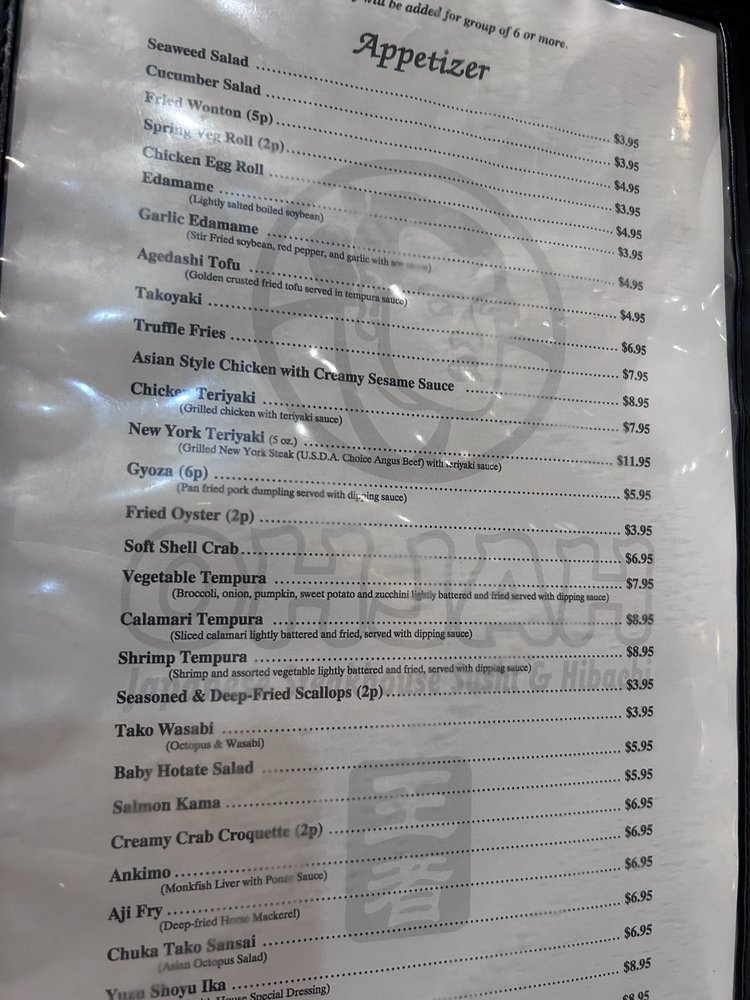 y will be added for group of 6 or more.
Appetizer
Seaweed Salad $3.95
Cucumber Salad $3.95
Fried Wonton (5p) $4.95
Spring Veg Roll (2p) $3.95
Chicken Egg Roll $4.95
Edamame $3.95
(Lightly salted boiled soybean)
Garlic Edamame $4.95
(Stir Fried soybean, red pepper, and garlic with
Agedashi Tofu $4.95
(Golden crusted fried tofu served in tempura sauce)
Takoyaki $6.95
Truffle Fries $7.95
Asian Style Chicken with Creamy Sesame Sauce $8.95
Chicken Teriyaki $7.95
(Grilled chicken with teriyaki sauce)
New York Teriyaki (5 oz.) $11.95
(Grilled New York Steak (U.S.D.A. Choice Angus Beef) with teriyaki sauce)
Gyoza (6p) $5.95
(Pan fried pork dumpling served with dipping sauce)
Fried Oyster (2p) $3.95
Soft Shell Crab $6.95
Vegetable Tempura $7.95
(Broccoli, onion, pumpkin, sweet potato and zucchini lightly battered and fried served with dipping sauce)
OHJAH
Calamari Tempura $8.95
(Sliced calamari lightly battered and fried, served with dipping sauce)
Shrimp Tempura $8.95
(Shrimp and assorted vegetable lightly battered and fried, served with dipping sauce)
Japanese Steakhouse Sushi & Hibachi
Seasoned & Deep-Fried Scallops (2p) $3.95
Tako Wasabi $3.95
(Octopus & Wasabi)
Baby Hotate Salad $5.95
Salmon Kama $5.95
王者
Creamy Crab Croquette (2p) $6.95
Ankimo $6.95
(Monkfish Liver with Ponzu Sauce)
Aji Fry $6.95
(Deep-fried Horse Mackerel)
Chuka Tako Sansai $6.95
(Asian Octopus Salad)
Yuzu Shoyu Ika $6.95
House Special Dressing)
$8.95
$8.95